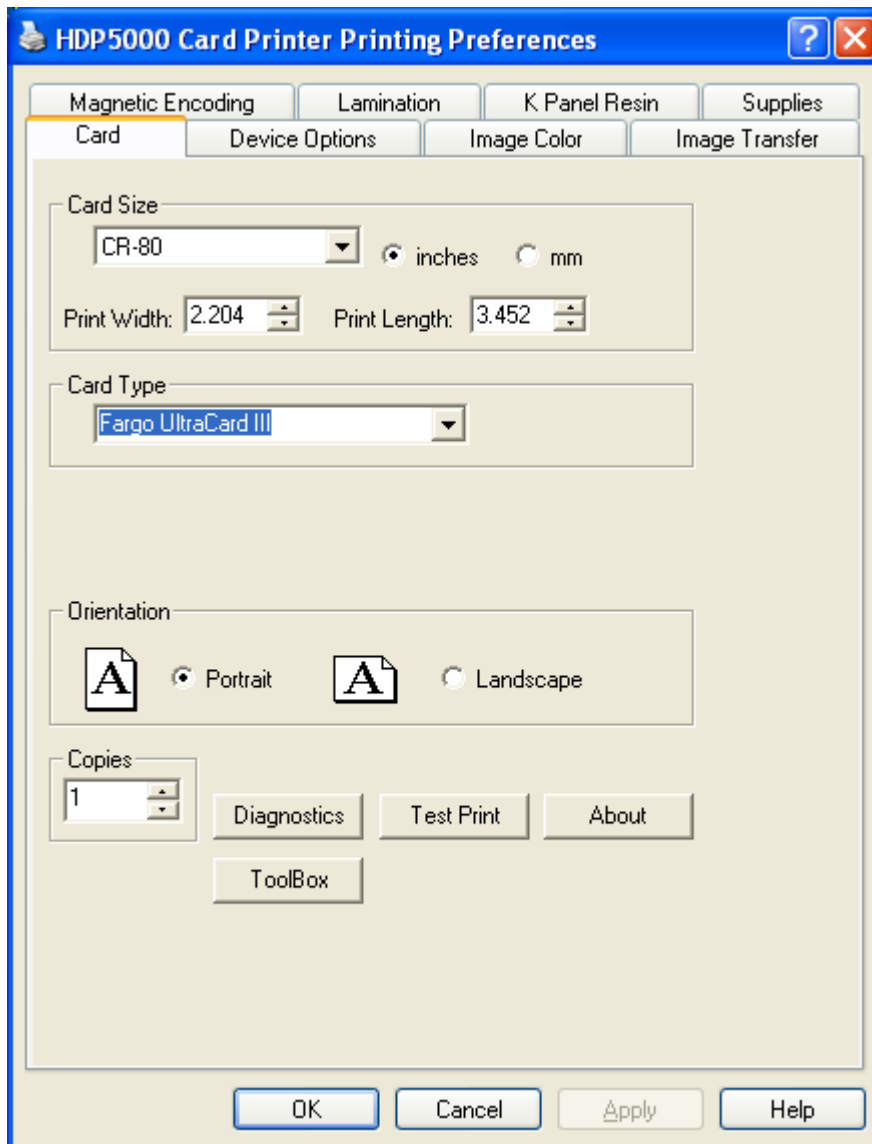 HDP5000 Card Printer Printing Preferences
Magnetic Encoding Lamination K Panel Resin Supplies
Card Device Options Image Color Image Transfer
Card Size
CR-80 inches mm
Print Width: 2.204 Print Length: 3.452
Card Type
Fargo UltraCard III
Orientation
A Portrait A Landscape
Copies
1
Diagnostics Test Print About
ToolBox
OK Cancel Apply Help